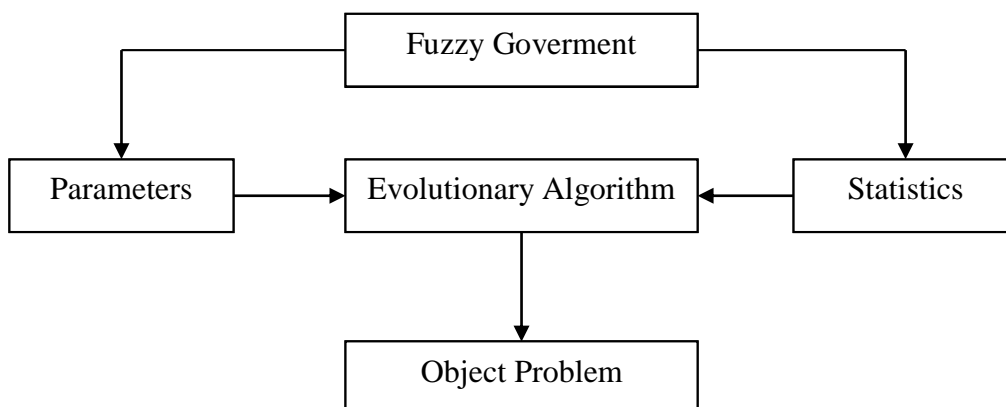 Fuzzy Goverment
Parameters
Evolutionary Algorithm
Statistics
Object Problem